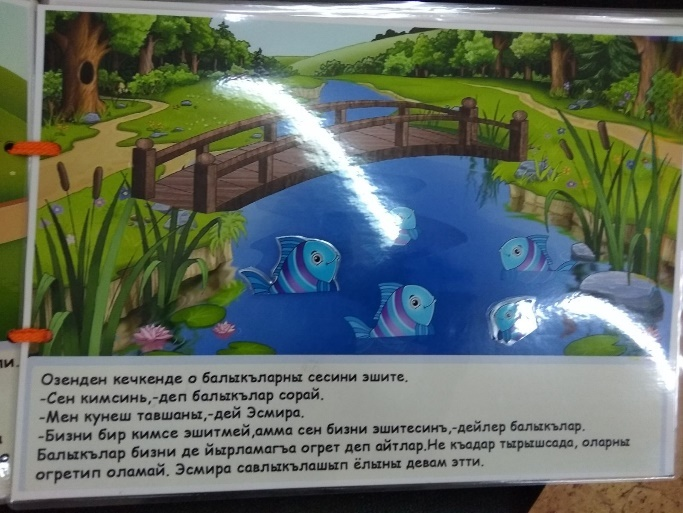 Озенден кечкенде о балыкъларны сесини эшите.
-Сен кимсинь,-деп балыкълар сорай.
-Мен кунеш тавшаны,-дей Эсмира.
-Бизни бир кимсе эшитмей,амма сен бизни эшитесинъ,-дейлер балыкълар.
Балыкълар бизни де йырламагъа огрет деп айтлар.Не къадар тырышсада, оларны
огретип оламай. Эсмира савлыкълашып ёлыны девам этти.